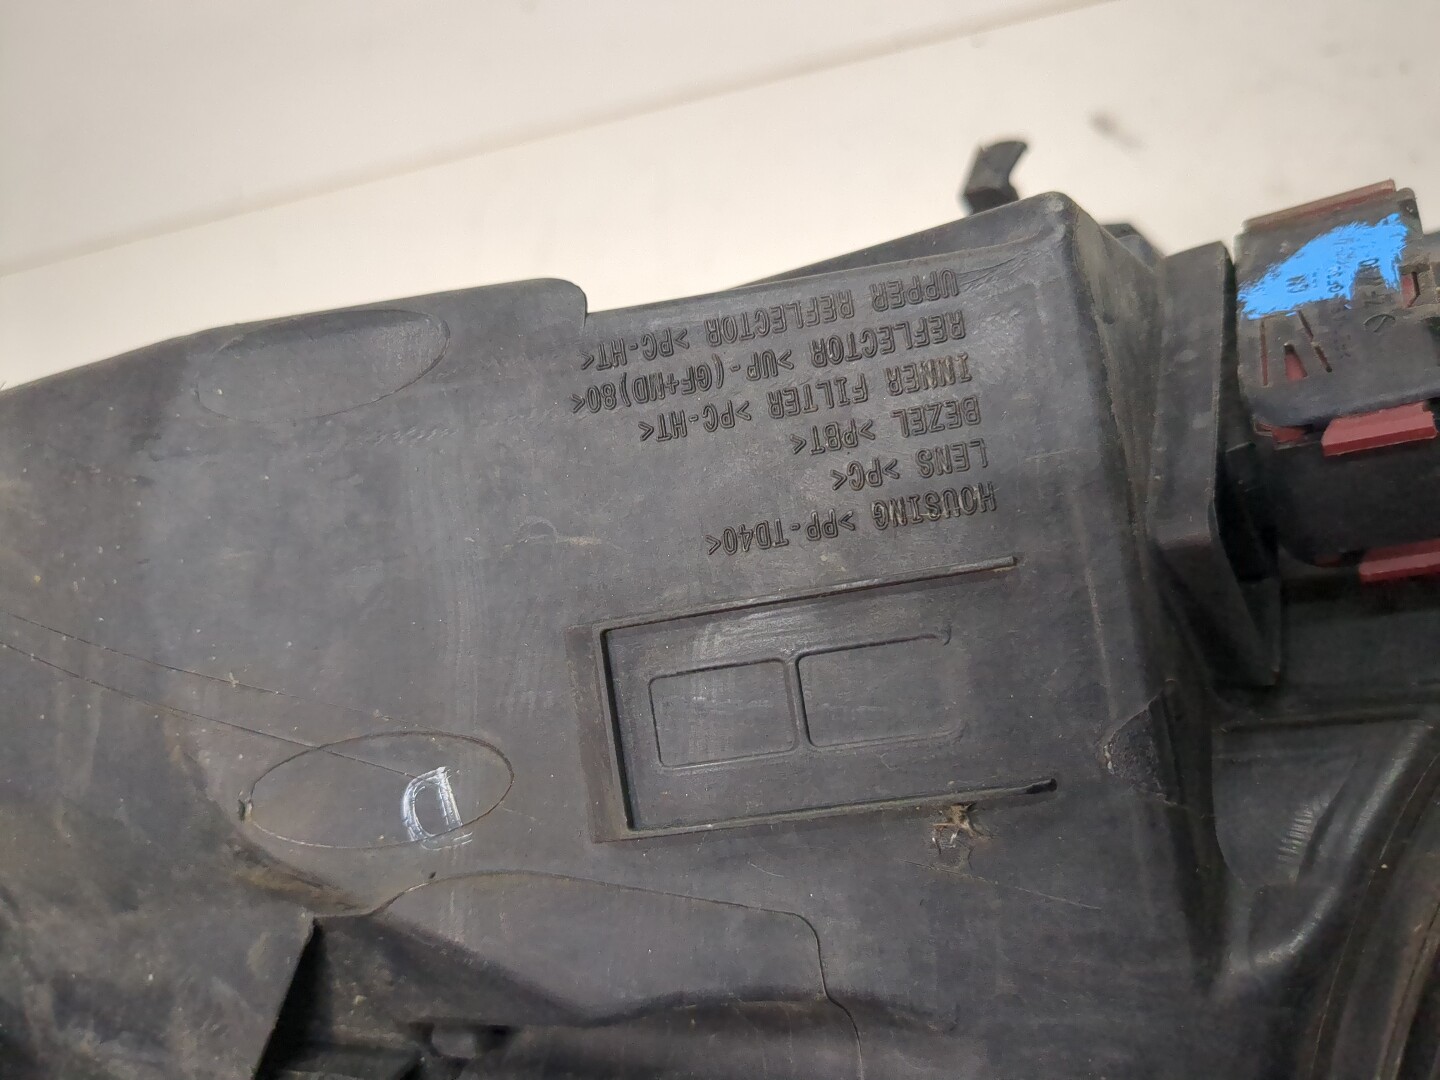 HOUSING >PP-TD40<
LENS >PC<
BEZEL >PBT<
INNER FILTER >PC-HT<
REFLECTOR >UP-(GF+MD)80<
UPPER REFLECTOR >PC-HT<
D